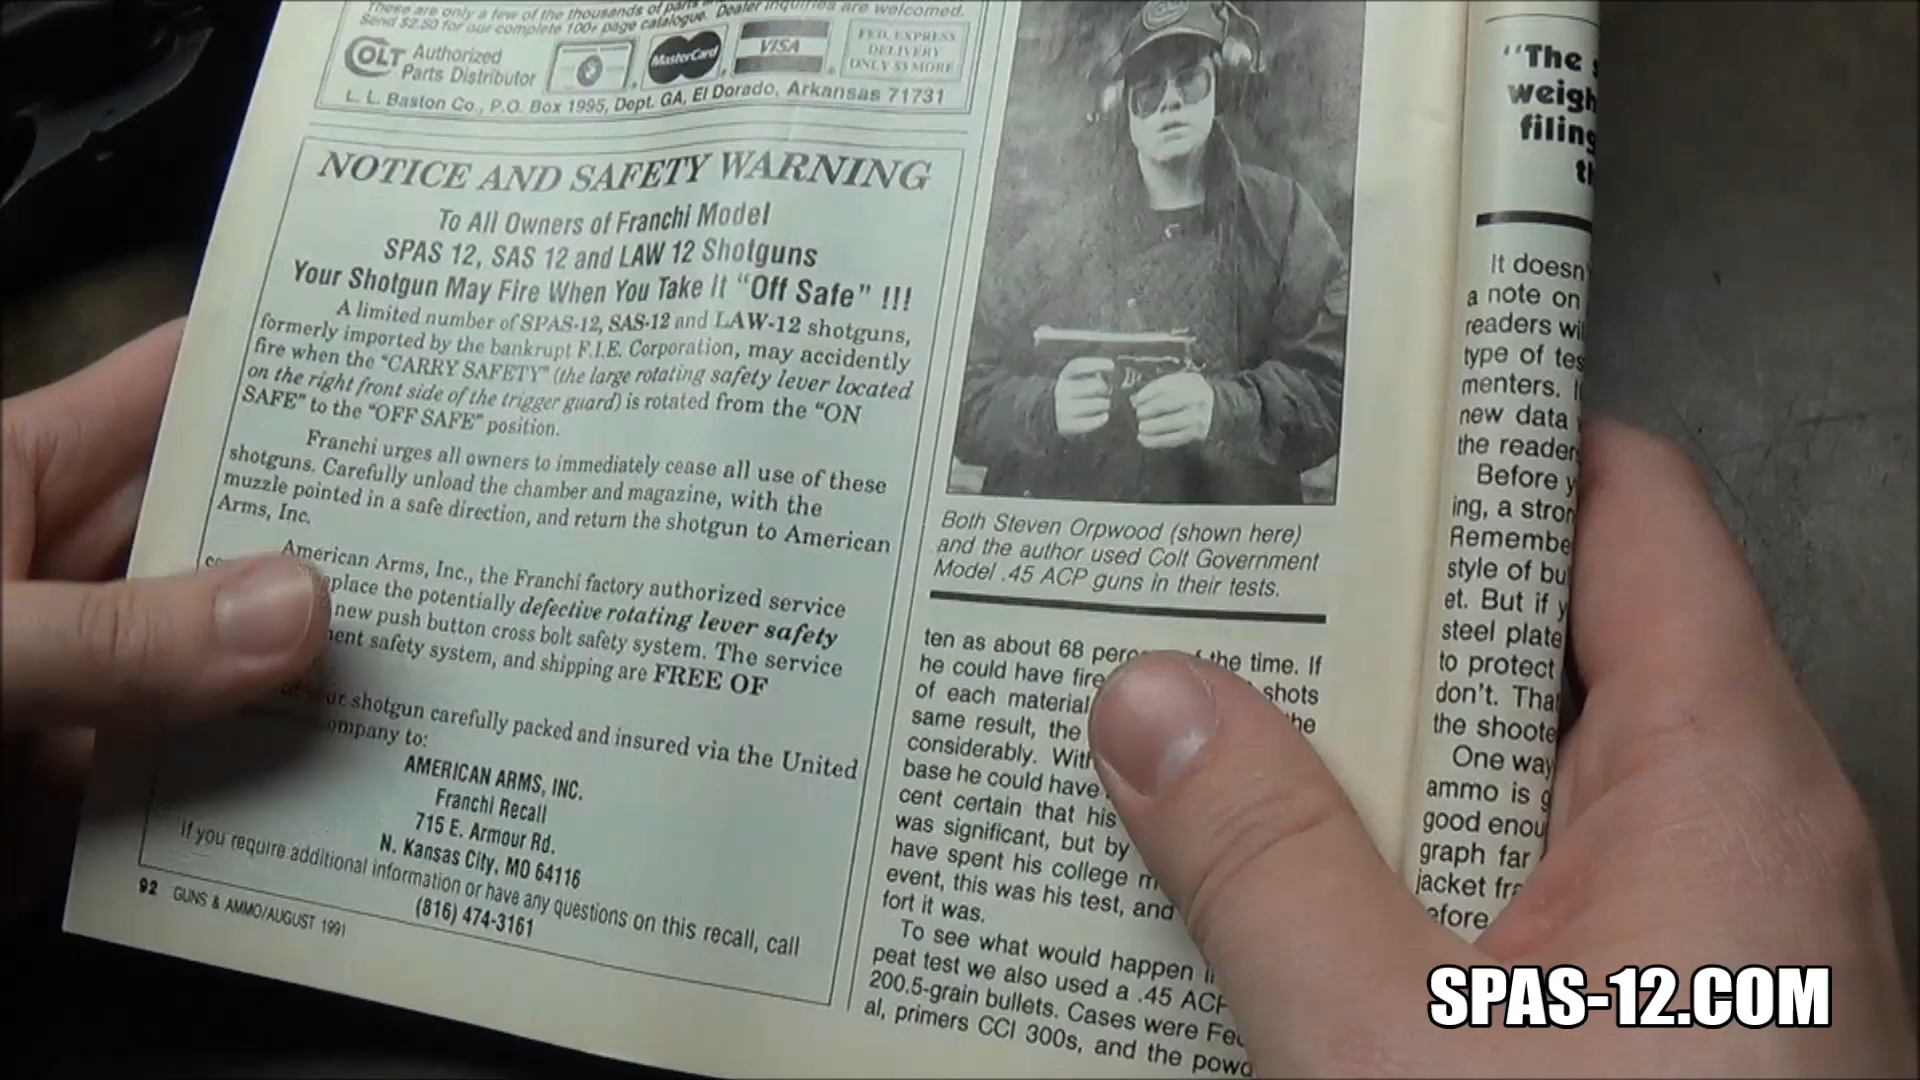 These are only a few of the thousands of parts
Dealer inquiries are welcomed.
Send $2.50 for our complete 100+ page catalogue.
COLT Authorized
Parts Distributor
MasterCard
VISA
FED. EXPRESS
DELIVERY
ONLY $3 MORE
L. L. Baston Co., P.O. Box 1995, Dept. GA, El Dorado, Arkansas 71731
NOTICE AND SAFETY WARNING
To All Owners of Franchi Model
SPAS 12, SAS 12 and LAW 12 Shotguns
Your Shotgun May Fire When You Take It “Off Safe” !!!
A limited number of SPAS-12, SAS-12 and LAW-12 shotguns,
formerly imported by the bankrupt F.I.E. Corporation, may accidently
fire when the “CARRY SAFETY” (the large rotating safety lever located
on the right front side of the trigger guard) is rotated from the “ON
SAFE” to the “OFF SAFE” position.
Franchi urges all owners to immediately cease all use of these
shotguns. Carefully unload the chamber and magazine, with the
muzzle pointed in a safe direction, and return the shotgun to American
Arms, Inc.
American Arms, Inc., the Franchi factory authorized service
place the potentially defective rotating lever safety
new push button cross bolt safety system. The service
safety system, and shipping are FREE OF
your shotgun carefully packed and insured via the United
to:
AMERICAN ARMS, INC.
Franchi Recall
715 E. Armour Rd.
N. Kansas City, MO 64116
If you require additional information or have any questions on this recall, call
(816) 474-3161
92 GUNS & AMMO/AUGUST 1991
Both Steven Orpwood (shown here)
and the author used Colt Government
Model .45 ACP guns in their tests.
ten as about 68 the time. If
he could have shots
of each material the
same result, the
considerably. With
base he could have
cent certain that his
was significant, but by
have spent his college
event, this was his test, and
fort it was.
To see what would happen
peat test we also used a .45 ACP
200.5-grain bullets. Cases were
al, primers CCI 300s, and the
“The
It
a note on
readers
type of
menters.
new data
the
Before
ing, a
style of
et. But if
steel plate
to protect
don't.
the
One way
ammo is
good
graph far
jacket
SPAS-12.COM